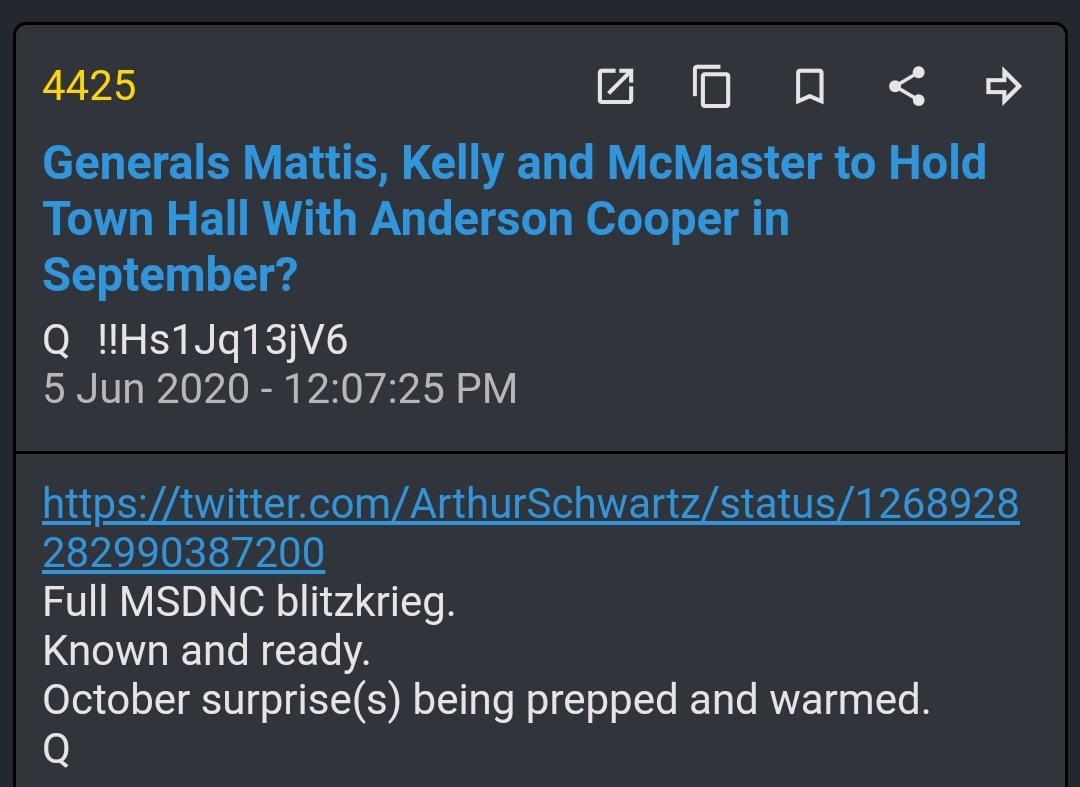 4425
Generals Mattis, Kelly and McMaster to Hold
Town Hall With Anderson Cooper in
September?
Q !!Hs1Jq13jV6
5 Jun 2020 - 12:07:25 PM
https://twitter.com/ArthurSchwartz/status/1268928
282990387200
Full MSDNC blitzkrieg.
Known and ready.
October surprise(s) being prepped and warmed.
Q